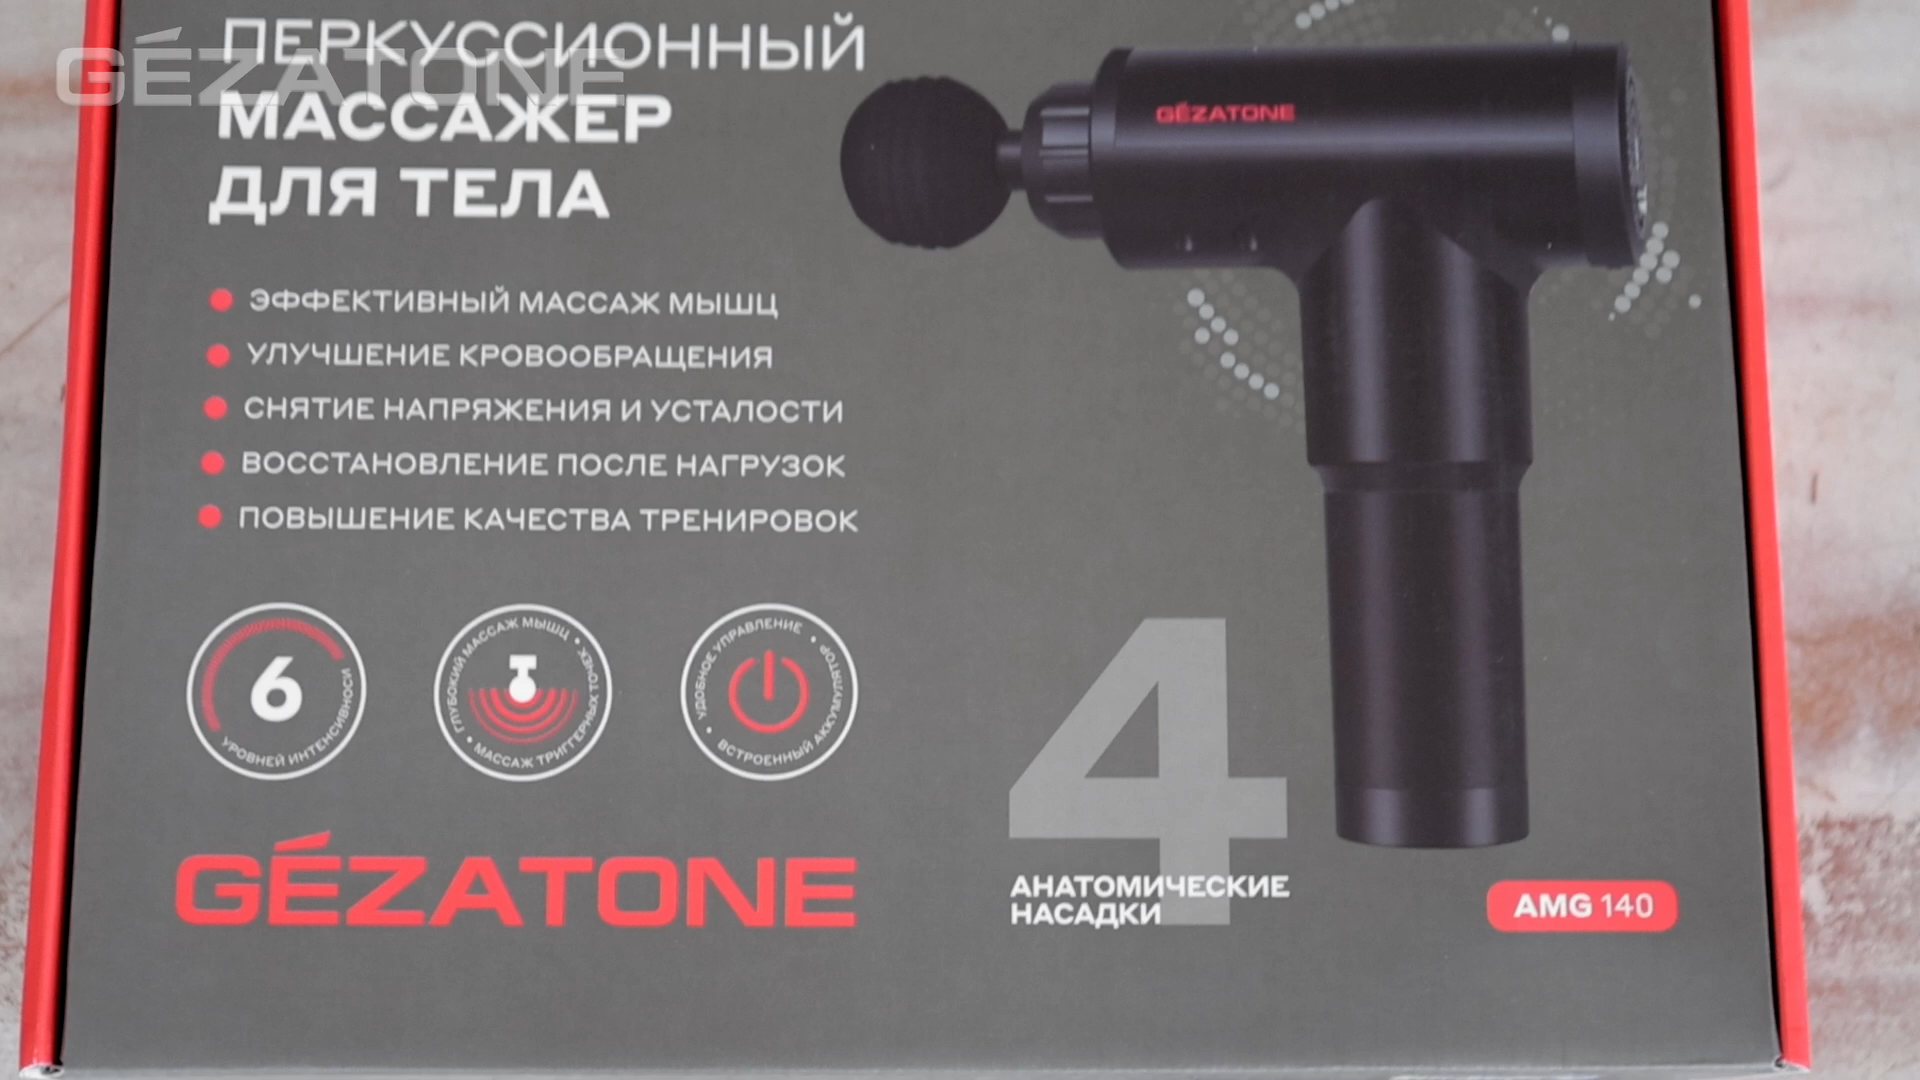 GÉZATONE
ПЕРКУССИОННЫЙ
МАССАЖЕР
ДЛЯ ТЕЛА
GÉZATONE
ЭФФЕКТИВНЫЙ МАССАЖ МЫШЦ
УЛУЧШЕНИЕ КРОВООБРАЩЕНИЯ
СНЯТИЕ НАПРЯЖЕНИЯ И УСТАЛОСТИ
ВОССТАНОВЛЕНИЕ ПОСЛЕ НАГРУЗОК
ПОВЫШЕНИЕ КАЧЕСТВА ТРЕНИРОВОК
6
УРОВНЕЙ ИНТЕНСИВНОСИ
ГЛУБОКИЙ МАССАЖ МЫШЦ •
МАССАЖ ТРИГГЕРНЫХ ТОЧЕК •
УДОБНОЕ УПРАВЛЕНИЕ •
ВСТРОЕННЫЙ АККУМУЛЯТОР •
GÉZATONE
4
АНАТОМИЧЕСКИЕ
НАСАДКИ
AMG 140